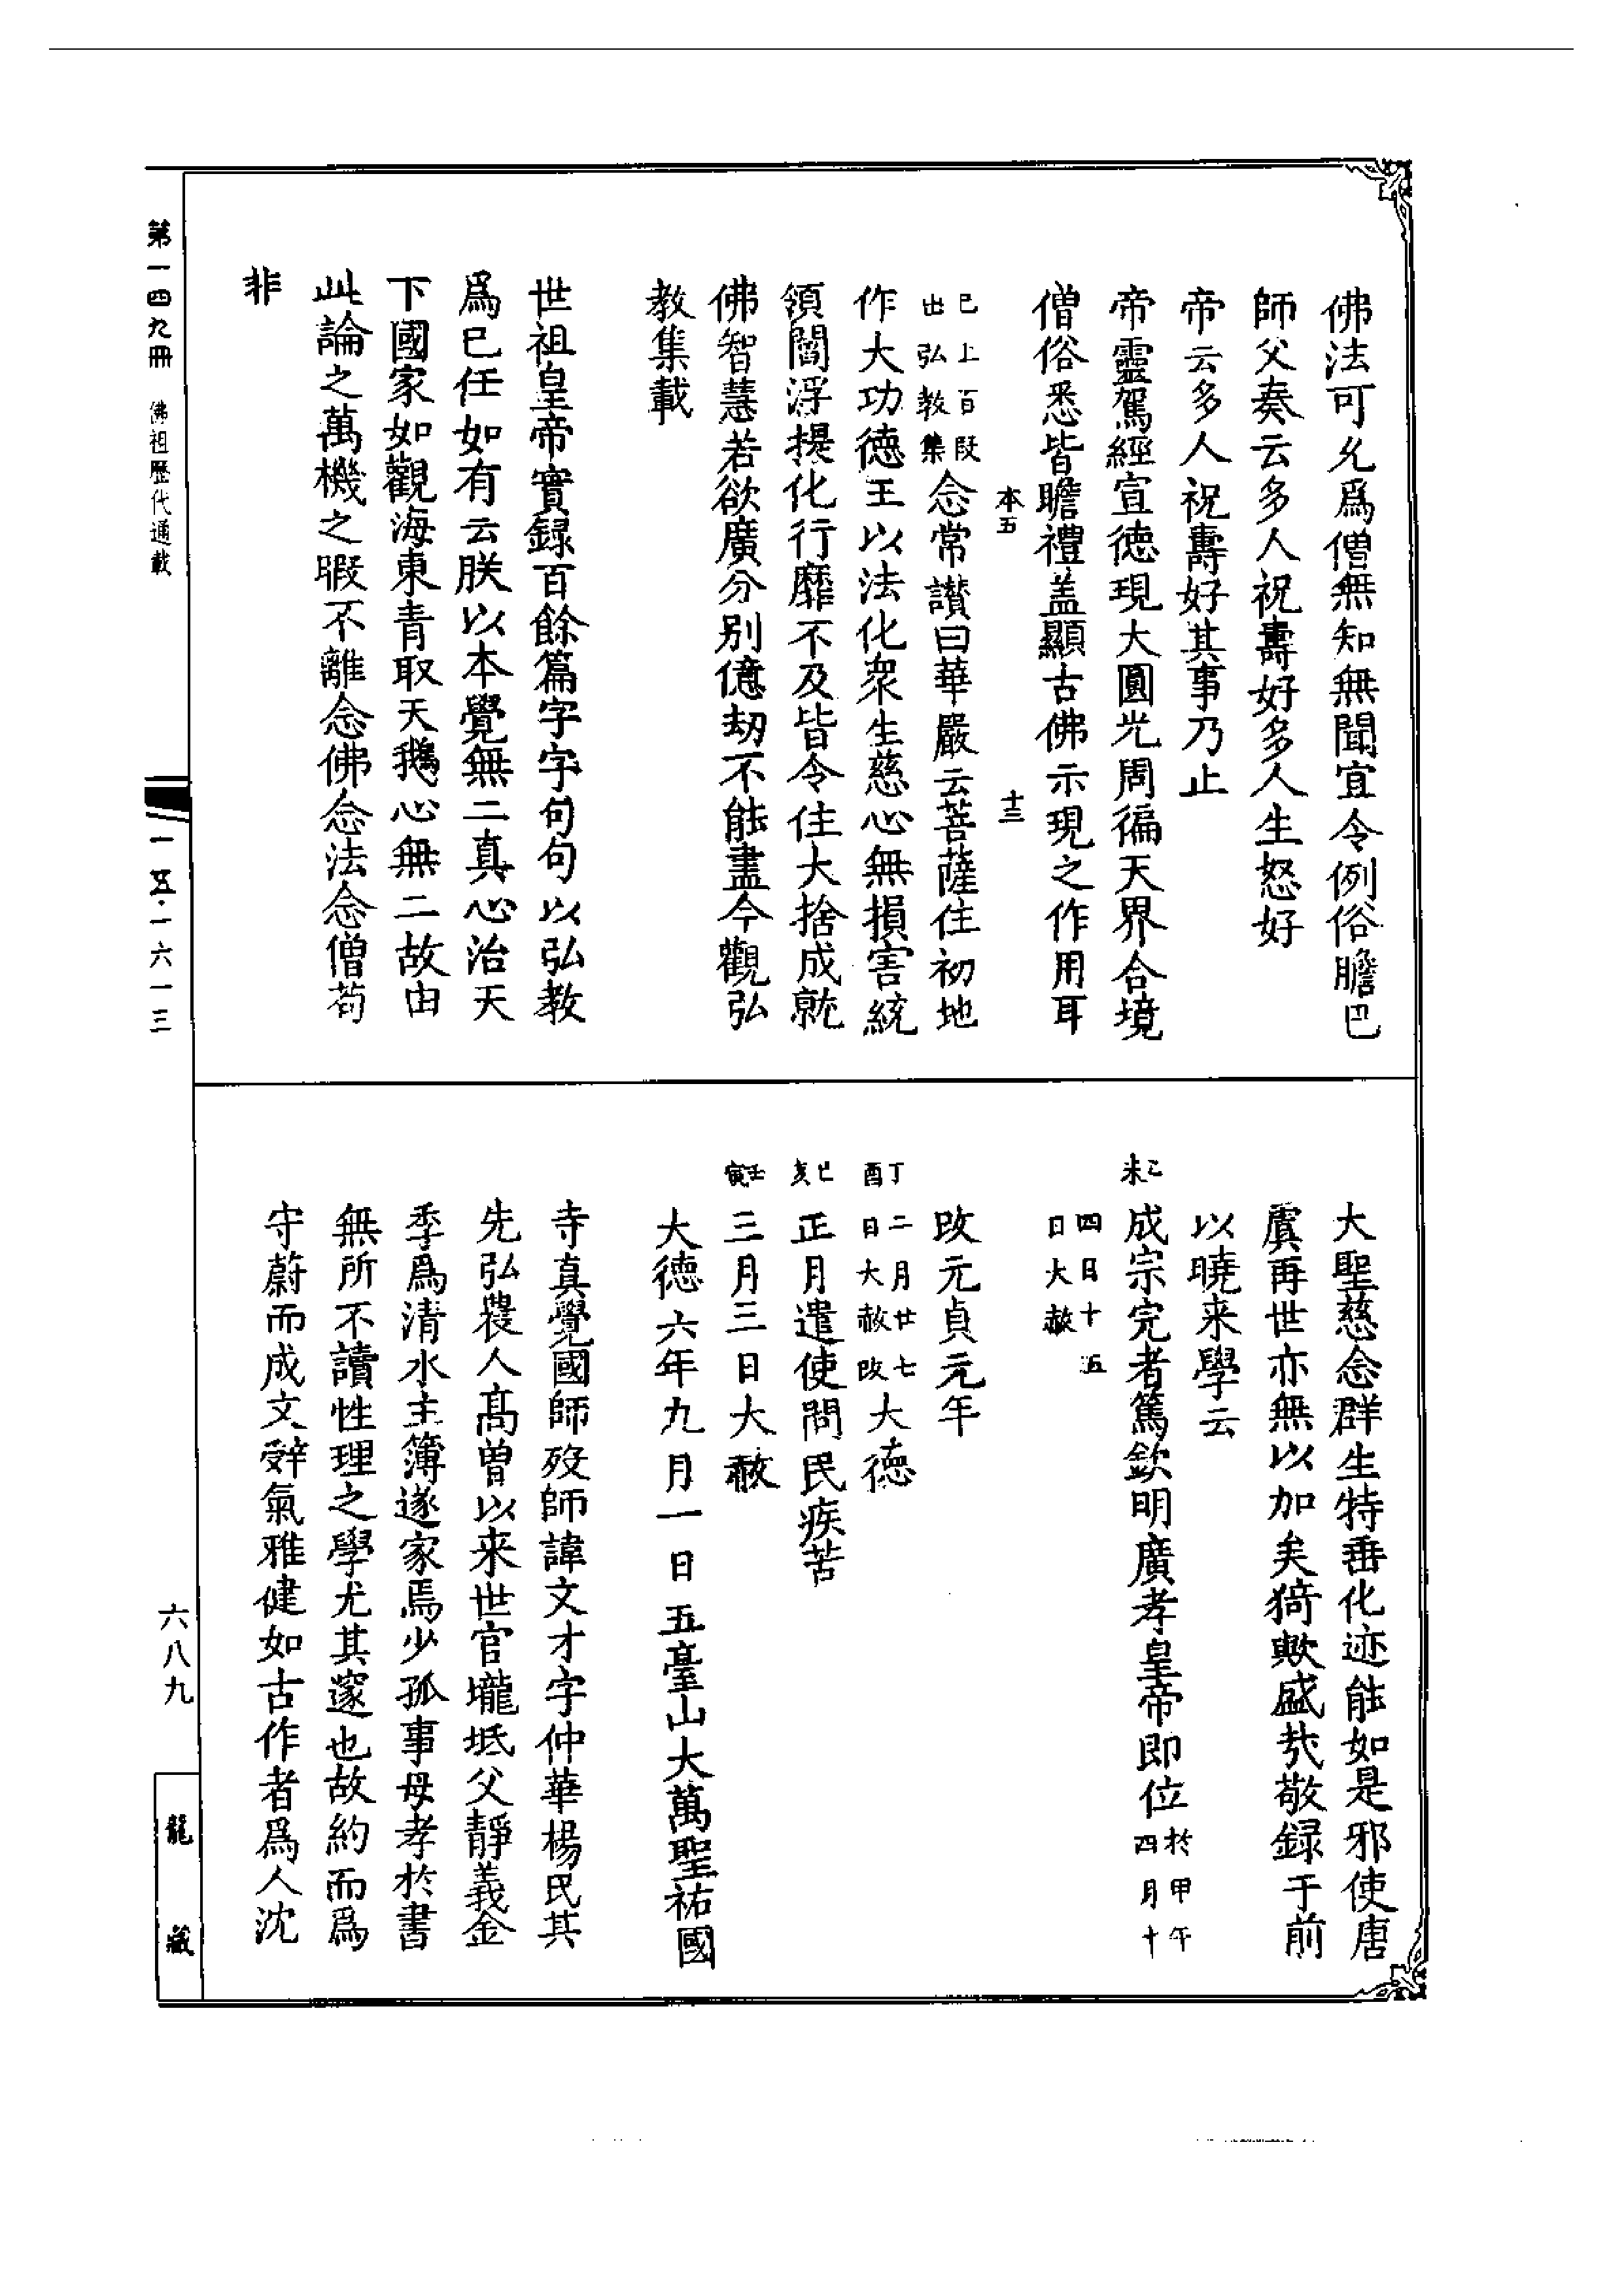 佛法可允爲僧無知無聞宜令例俗膽巴
師父奏云多人祝壽好多人生怒好
帝云多人祝壽好其事乃止
帝靈駕經宣德現大圓光周徧天界合境
僧俗悉皆瞻禮盖顯古佛示現之作用耳
本五 十三
已上百段出弘教集念常讃曰華嚴云菩薩住初地
作大功德王以法化衆生慈心無損害統
領閻浮提化行靡不及皆令住大捨成就
佛智慧若欲廣分别億劫不能盡今觀弘
教集載
世祖皇帝實録百餘篇字字句句以弘教
爲已任如有云朕以本覺無二真心治天
下國家如觀海東青取天鵝心無二故由
此論之萬機之暇不離念佛念法念僧苟
非
大聖慈念群生特垂化迹能如是邪使唐
虞再世亦無以加矣猗歟盛哉敬録于前
以曉来學云
乙未 成宗完者篤欽明廣孝皇帝即位於甲午四月十
四日十五日大赦
改元貞元年
丁酉 二月廿七日大赦改大德
己亥 正月遣使問民疾苦
壬寅 三月三日大赦
大德六年九月一日五臺山大萬聖祐國
寺真覺國師歿師諱文才字仲華楊氏其
先弘農人高曾以来世官壠坻父靜義金
季爲清水主簿遂家焉少孤事母孝於書
無所不讀性理之學尤其邃也故約而爲
守蔚而成文辤氣雅健如古作者爲人沈
第一四九冊 佛祖歷代通載
一五·一六一三
六八九
龍藏